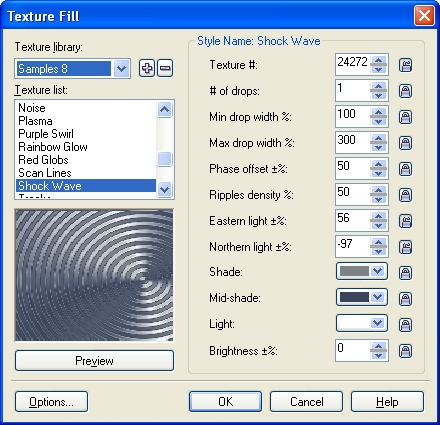 Texture Fill
Texture library:
Samples 8
Texture list:
Noise
Plasma
Purple Swirl
Rainbow Glow
Red Globs
Scan Lines
Shock Wave
Preview
Style Name: Shock Wave
Texture #: 24272
# of drops: 1
Min drop width %: 100
Max drop width %: 300
Phase offset ±%: 50
Ripples density %: 50
Eastern light ±%: 56
Northern light ±%: -97
Shade:
Mid-shade:
Light:
Brightness ±%: 0
Options... OK Cancel Help